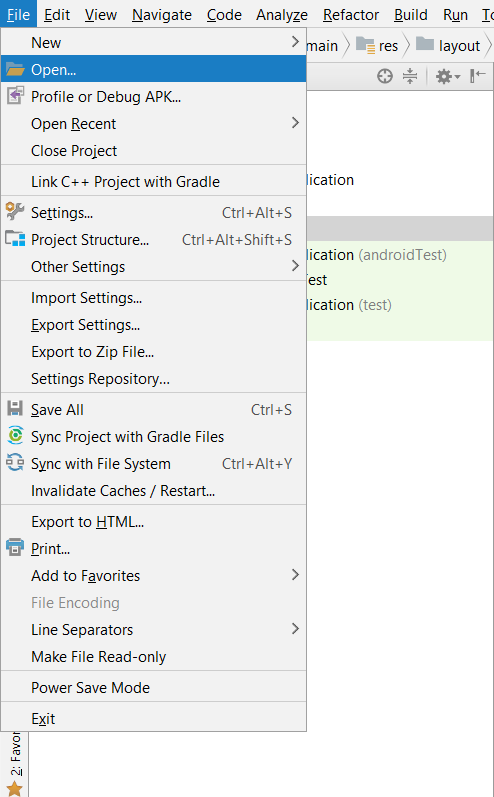 File Edit View Navigate Code Analyze Refactor Build Run
New
main res layout
Open...
Profile or Debug APK...
Open Recent
Close Project
Link C++ Project with Gradle
lication
Settings... Ctrl+Alt+S
Project Structure... Ctrl+Alt+Shift+S
lication (androidTest)
Other Settings
Test
Import Settings...
lication (test)
Export Settings...
Export to Zip File...
Settings Repository...
Save All Ctrl+S
Sync Project with Gradle Files
Sync with File System Ctrl+Alt+Y
Invalidate Caches / Restart...
Export to HTML...
Print...
Add to Favorites
File Encoding
Line Separators
Make File Read-only
Power Save Mode
Exit
2: Favor